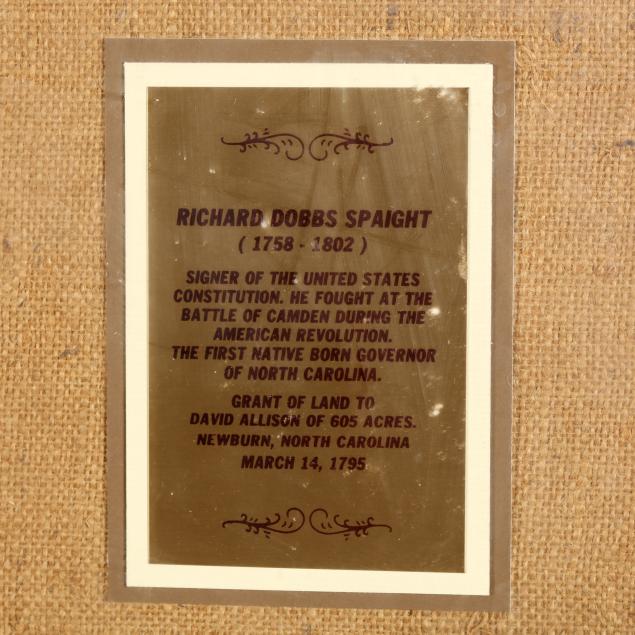 RICHARD DOBBS SPAIGHT
( 1758 - 1802 )
SIGNER OF THE UNITED STATES
CONSTITUTION. HE FOUGHT AT THE
BATTLE OF CAMDEN DURING THE
AMERICAN REVOLUTION.
THE FIRST NATIVE BORN GOVERNOR
OF NORTH CAROLINA.
GRANT OF LAND TO
DAVID ALLISON OF 605 ACRES.
NEWBURN, NORTH CAROLINA
MARCH 14, 1795